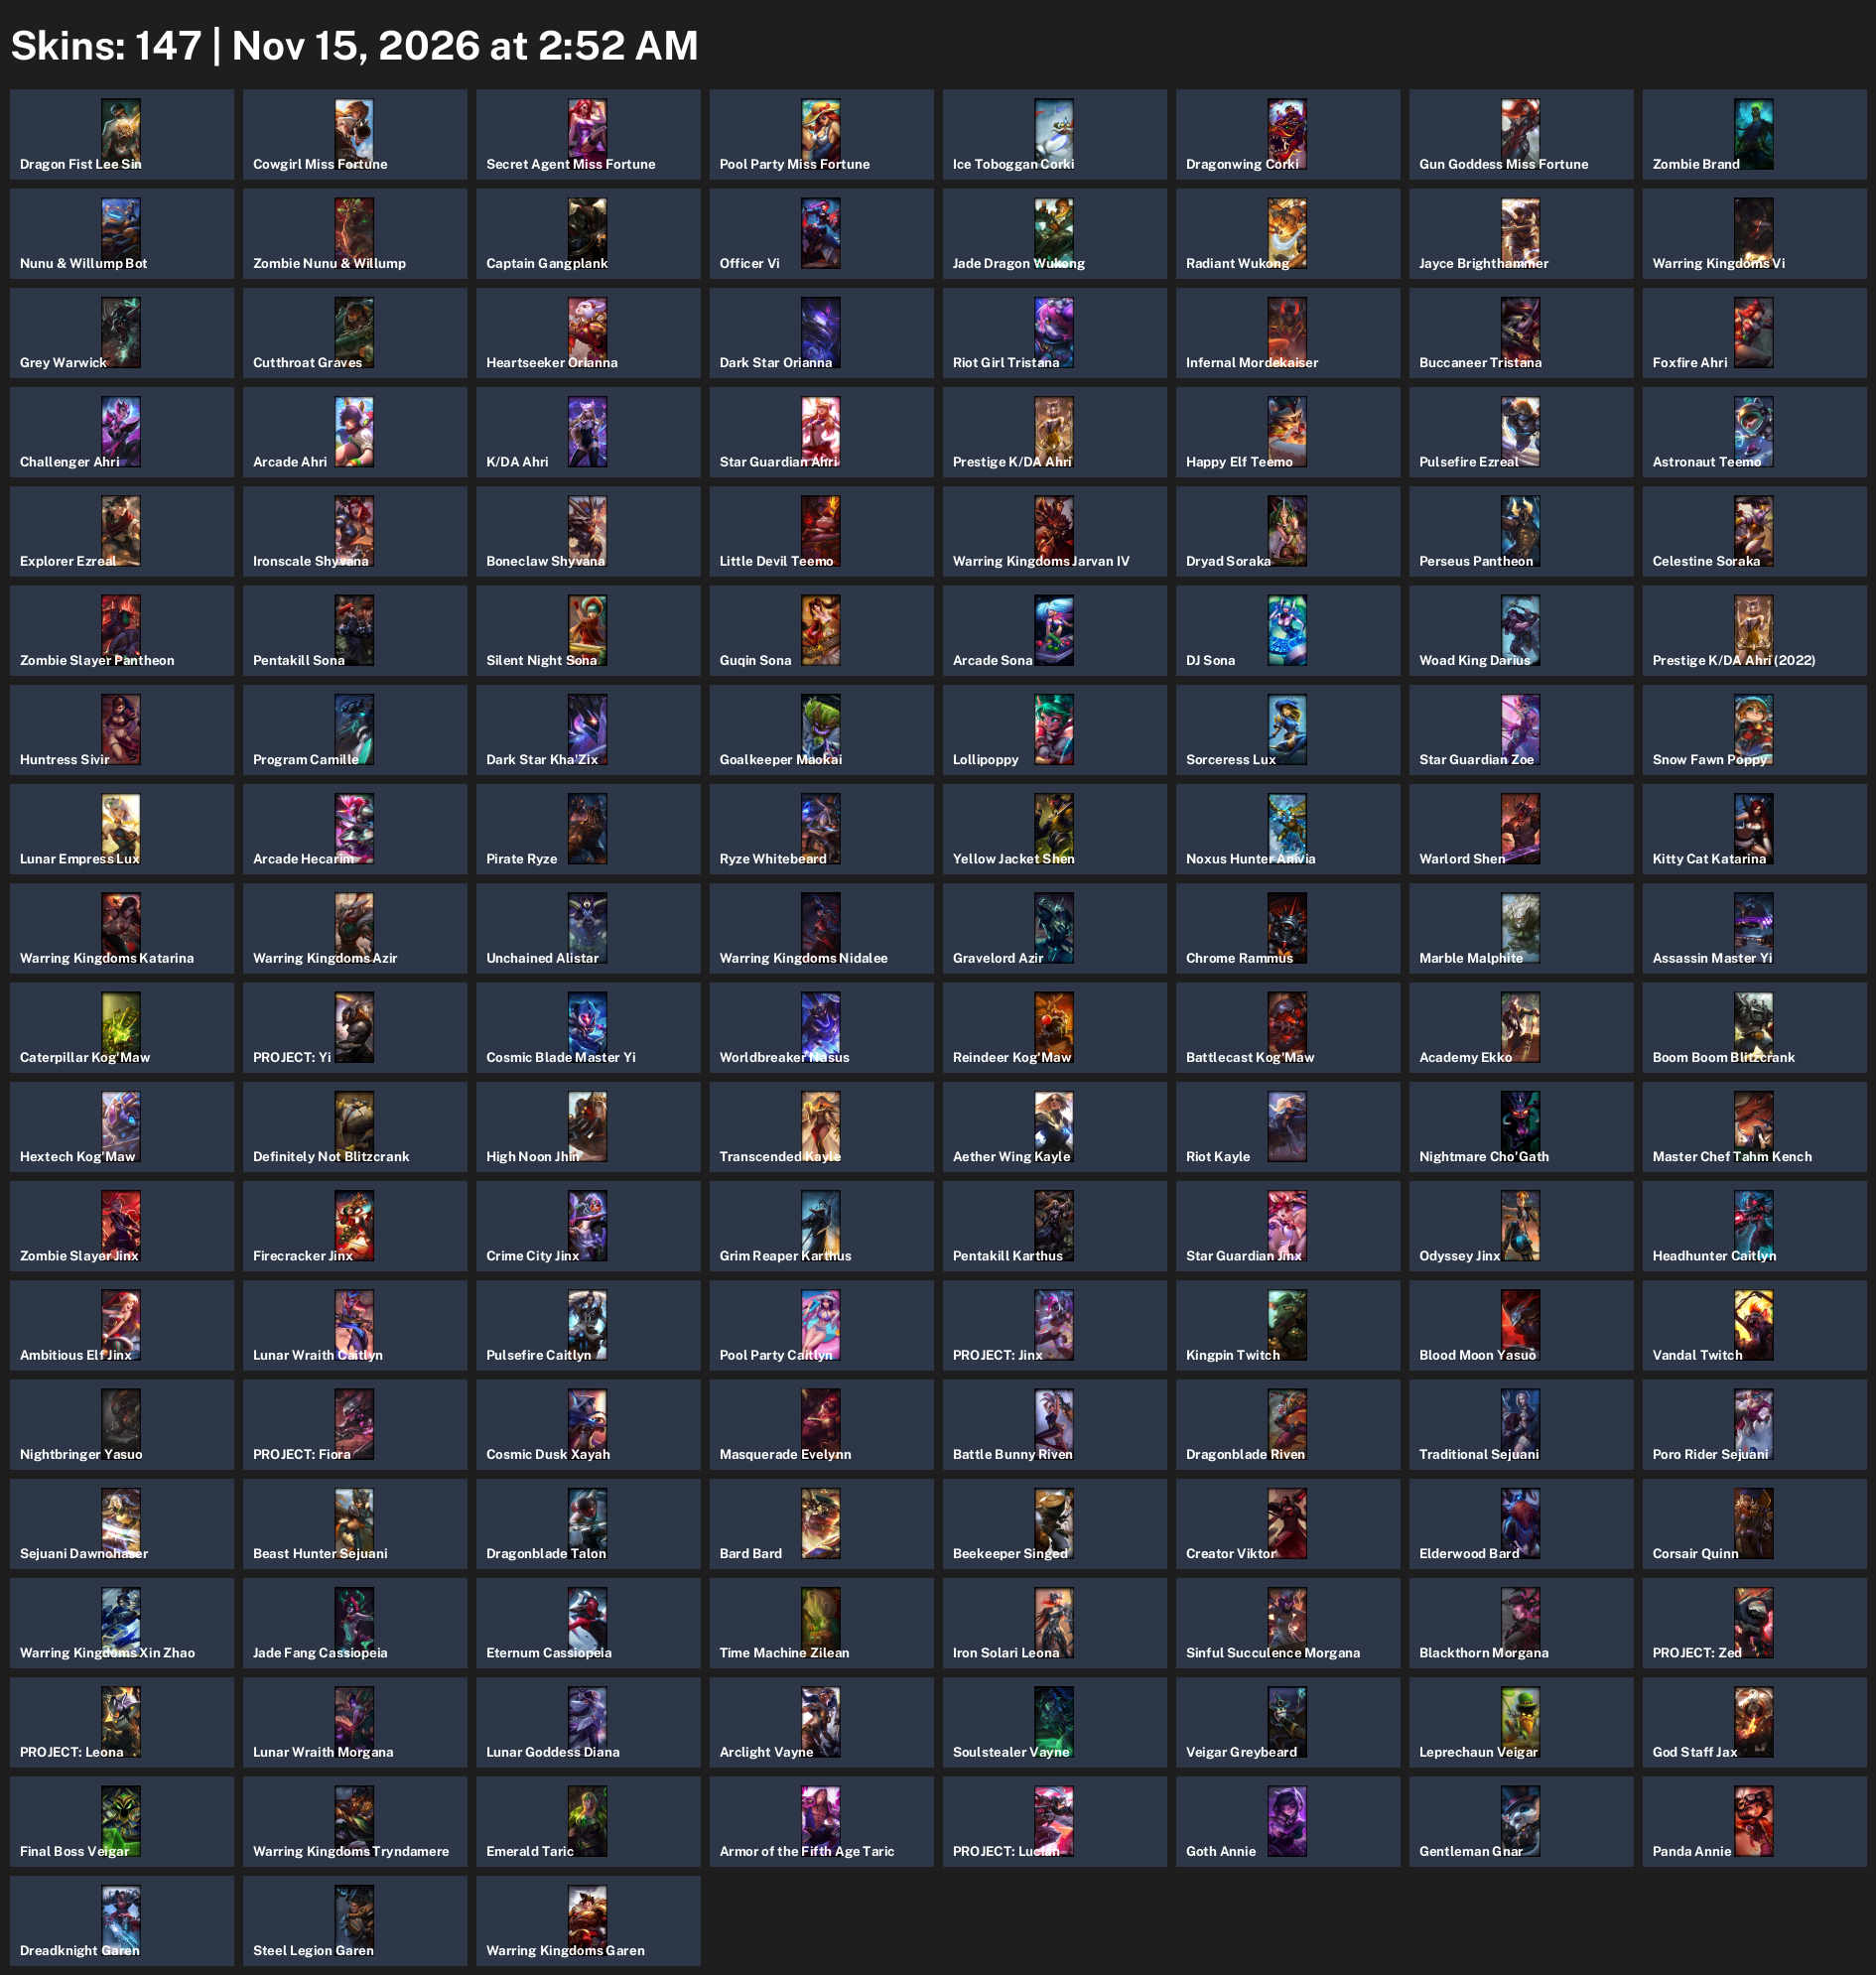 Skins: 147 | Nov 15, 2026 at 2:52 AM
Dragon Fist Lee Sin
Cowgirl Miss Fortune
Secret Agent Miss Fortune
Pool Party Miss Fortune
Ice Toboggan Corki
Dragonwing Corki
Gun Goddess Miss Fortune
Zombie Brand
Nunu & Willump Bot
Zombie Nunu & Willump
Captain Gangplank
Officer Vi
Jade Dragon Wukong
Radiant Wukong
Jayce Brighthammer
Warring Kingdoms Vi
Grey Warwick
Cutthroat Graves
Heartseeker Orianna
Dark Star Orianna
Riot Girl Tristana
Infernal Mordekaiser
Buccaneer Tristana
Foxfire Ahri
Challenger Ahri
Arcade Ahri
K/DA Ahri
Star Guardian Ahri
Prestige K/DA Ahri
Happy Elf Teemo
Pulsefire Ezreal
Astronaut Teemo
Explorer Ezreal
Ironscale Shyvana
Boneclaw Shyvana
Little Devil Teemo
Warring Kingdoms Jarvan IV
Dryad Soraka
Perseus Pantheon
Celestine Soraka
Zombie Slayer Pantheon
Pentakill Sona
Silent Night Sona
Guqin Sona
Arcade Sona
DJ Sona
Woad King Darius
Prestige K/DA Ahri (2022)
Huntress Sivir
Program Camille
Dark Star Kha'Zix
Goalkeeper Maokai
Lollipoppy
Sorceress Lux
Star Guardian Zoe
Snow Fawn Poppy
Lunar Empress Lux
Arcade Hecarim
Pirate Ryze
Ryze Whitebeard
Yellow Jacket Shen
Noxus Hunter Anivia
Warlord Shen
Kitty Cat Katarina
Warring Kingdoms Katarina
Warring Kingdoms Azir
Unchained Alistar
Warring Kingdoms Nidalee
Gravelord Azir
Chrome Rammus
Marble Malphite
Assassin Master Yi
Caterpillar Kog'Maw
PROJECT: Yi
Cosmic Blade Master Yi
Worldbreaker Nasus
Reindeer Kog'Maw
Battlecast Kog'Maw
Academy Ekko
Boom Boom Blitzcrank
Hextech Kog'Maw
Definitely Not Blitzcrank
High Noon Jhin
Transcended Kayle
Aether Wing Kayle
Riot Kayle
Nightmare Cho'Gath
Master Chef Tahm Kench
Zombie Slayer Jinx
Firecracker Jinx
Crime City Jinx
Grim Reaper Karthus
Pentakill Karthus
Star Guardian Jinx
Odyssey Jinx
Headhunter Caitlyn
Ambitious Elf Jinx
Lunar Wraith Caitlyn
Pulsefire Caitlyn
Pool Party Caitlyn
PROJECT: Jinx
Kingpin Twitch
Blood Moon Yasuo
Vandal Twitch
Nightbringer Yasuo
PROJECT: Fiora
Cosmic Dusk Xayah
Masquerade Evelynn
Battle Bunny Riven
Dragonblade Riven
Traditional Sejuani
Poro Rider Sejuani
Sejuani Dawnchaser
Beast Hunter Sejuani
Dragonblade Talon
Bard Bard
Beekeeper Singed
Creator Viktor
Elderwood Bard
Corsair Quinn
Warring Kingdoms Xin Zhao
Jade Fang Cassiopeia
Eternum Cassiopeia
Time Machine Zilean
Iron Solari Leona
Sinful Succulence Morgana
Blackthorn Morgana
PROJECT: Zed
PROJECT: Leona
Lunar Wraith Morgana
Lunar Goddess Diana
Arclight Vayne
Soulstealer Vayne
Veigar Greybeard
Leprechaun Veigar
God Staff Jax
Final Boss Veigar
Warring Kingdoms Tryndamere
Emerald Taric
Armor of the Fifth Age Taric
PROJECT: Lucian
Goth Annie
Gentleman Gnar
Panda Annie
Dreadknight Garen
Steel Legion Garen
Warring Kingdoms Garen